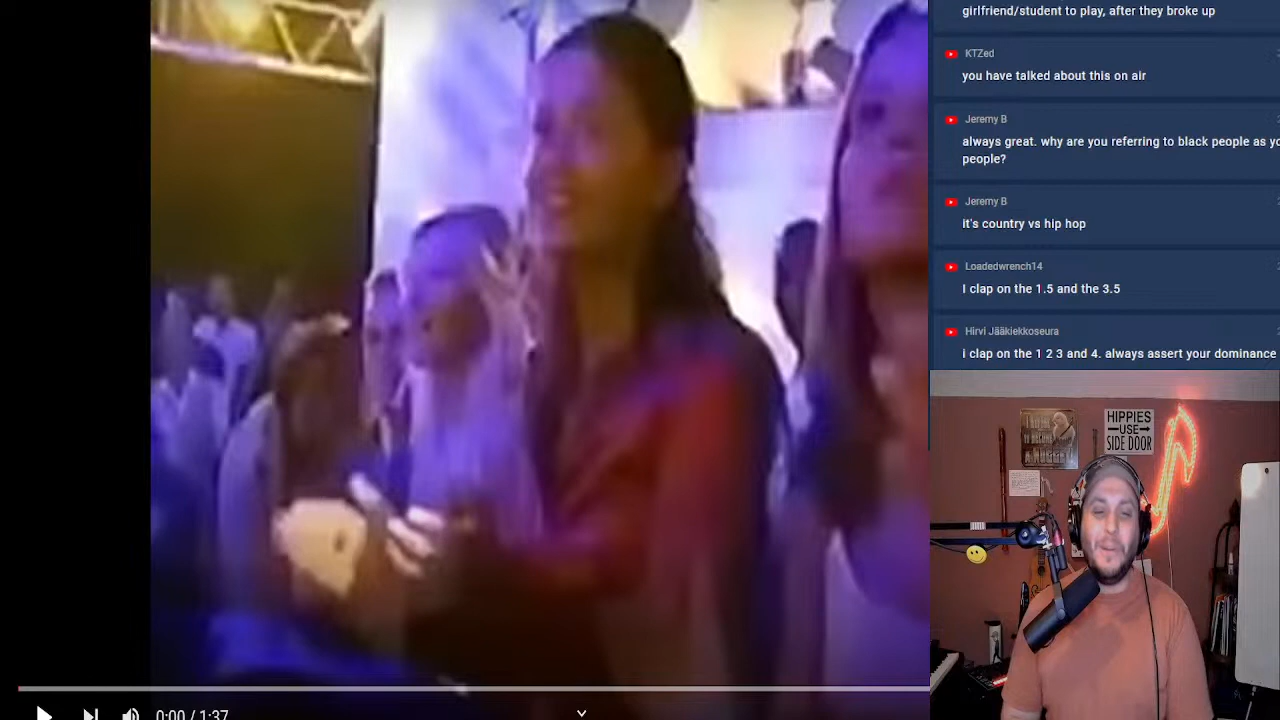 girlfriend/student to play, after they broke up
KTZed
you have talked about this on air
Jeremy B
always great. why are you referring to black people as
people?
Jeremy B
it's country vs hip hop
Loadedwrench14
I clap on the 1.5 and the 3.5
Hirvi Jääkiekkoseura
i clap on the 1 2 3 and 4. always assert your dominance
HIPPIES
USE
SIDE DOOR
0:00 / 1:37